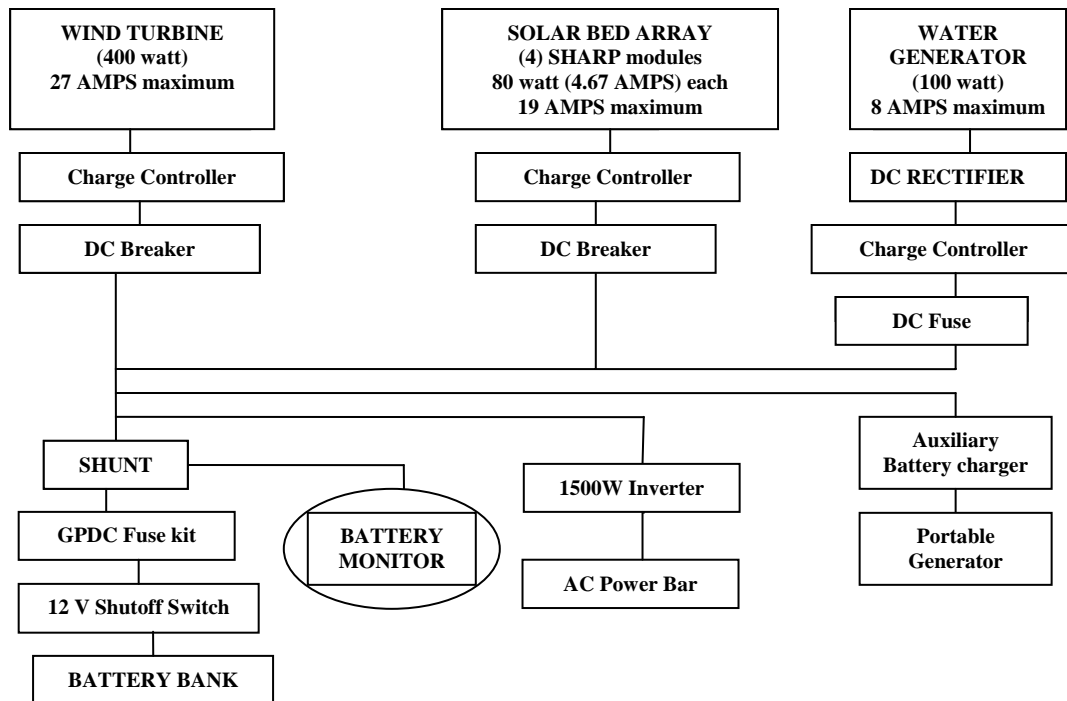 WIND TURBINE
(400 watt)
27 AMPS maximum
SOLAR BED ARRAY
(4) SHARP modules
80 watt (4.67 AMPS) each
19 AMPS maximum
WATER
GENERATOR
(100 watt)
8 AMPS maximum
Charge Controller
Charge Controller
DC RECTIFIER
DC Breaker
DC Breaker
Charge Controller
DC Fuse
SHUNT
1500W Inverter
Auxiliary
Battery charger
GPDC Fuse kit
BATTERY
MONITOR
Portable
Generator
12 V Shutoff Switch
AC Power Bar
BATTERY BANK